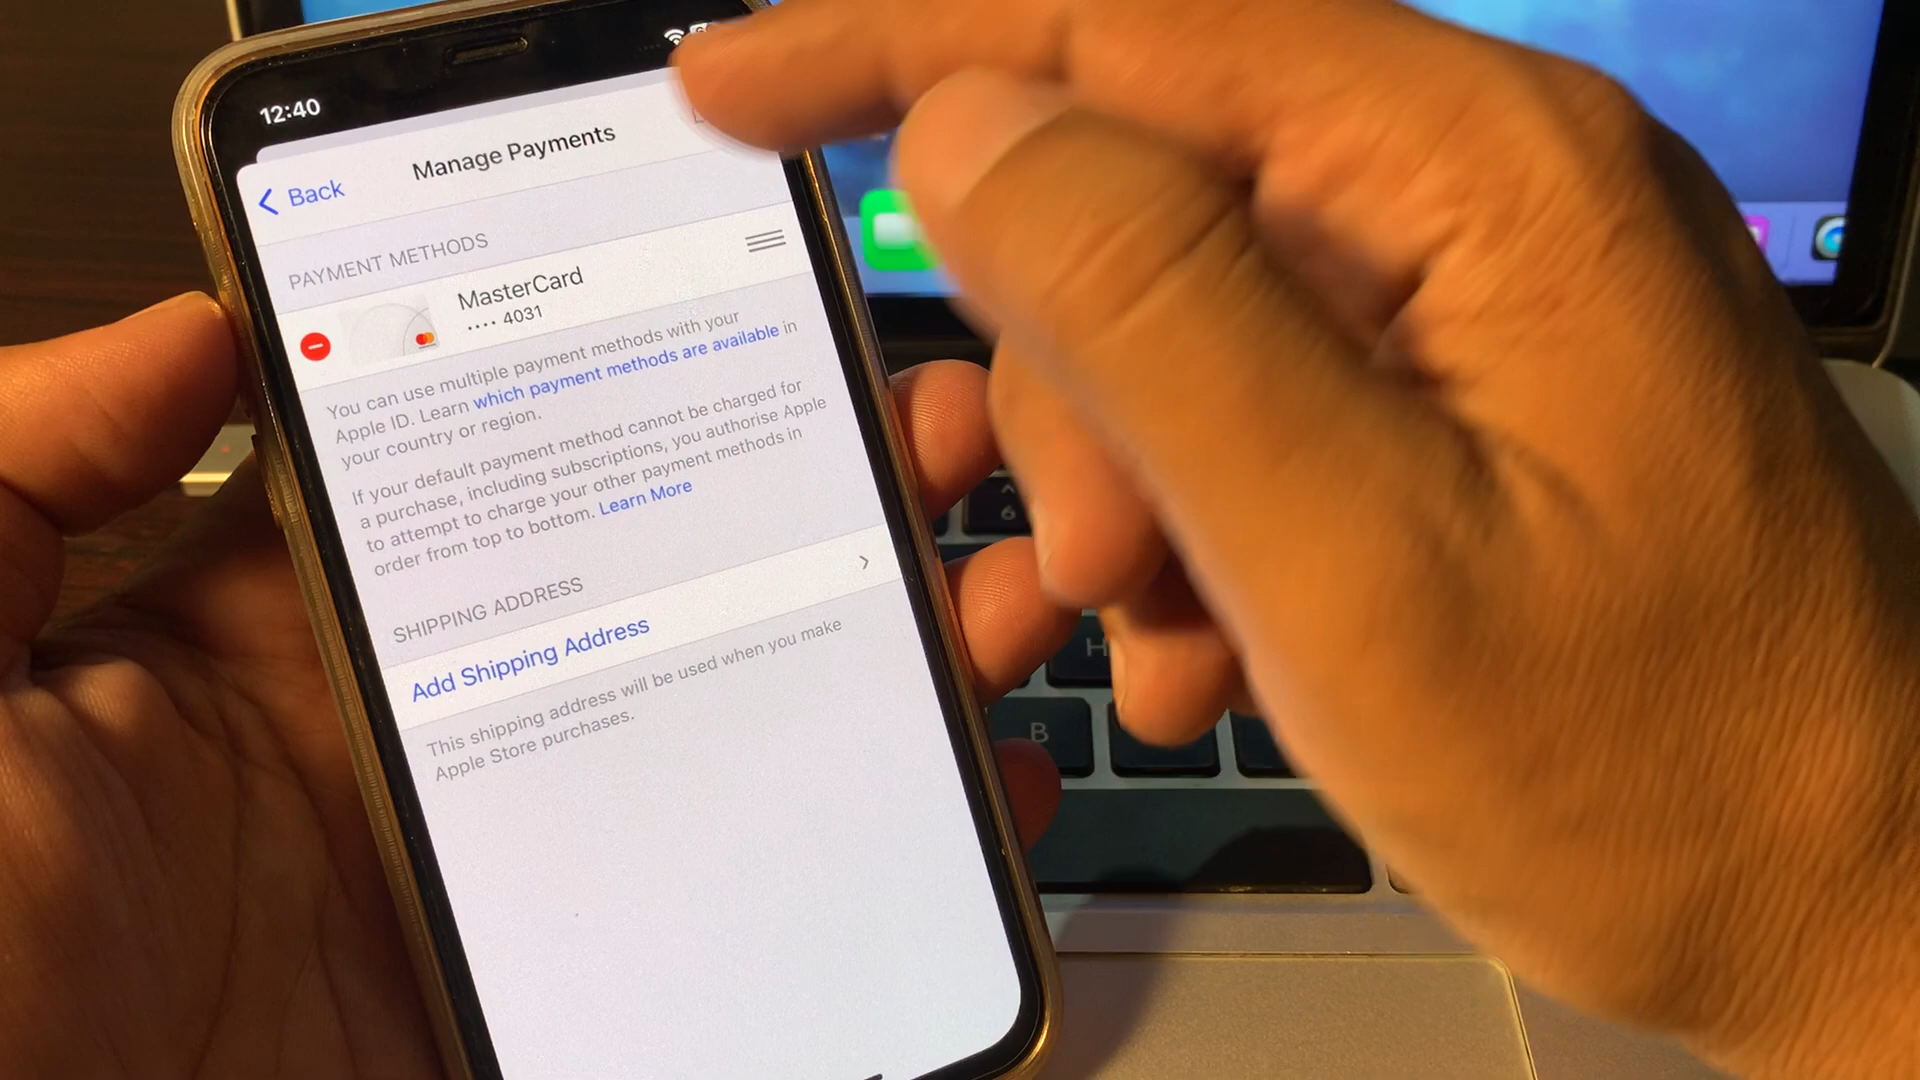 12:40
Back
Manage Payments
PAYMENT METHODS
MasterCard
•••• 4031
You can use multiple payment methods with your
Apple ID. Learn which payment methods are available in
your country or region.
If your default payment method cannot be charged for
a purchase, including subscriptions, you authorise Apple
to attempt to charge your other payment methods in
order from top to bottom. Learn More
SHIPPING ADDRESS
Add Shipping Address
This shipping address will be used when you make
Apple Store purchases.
^
6
H
B